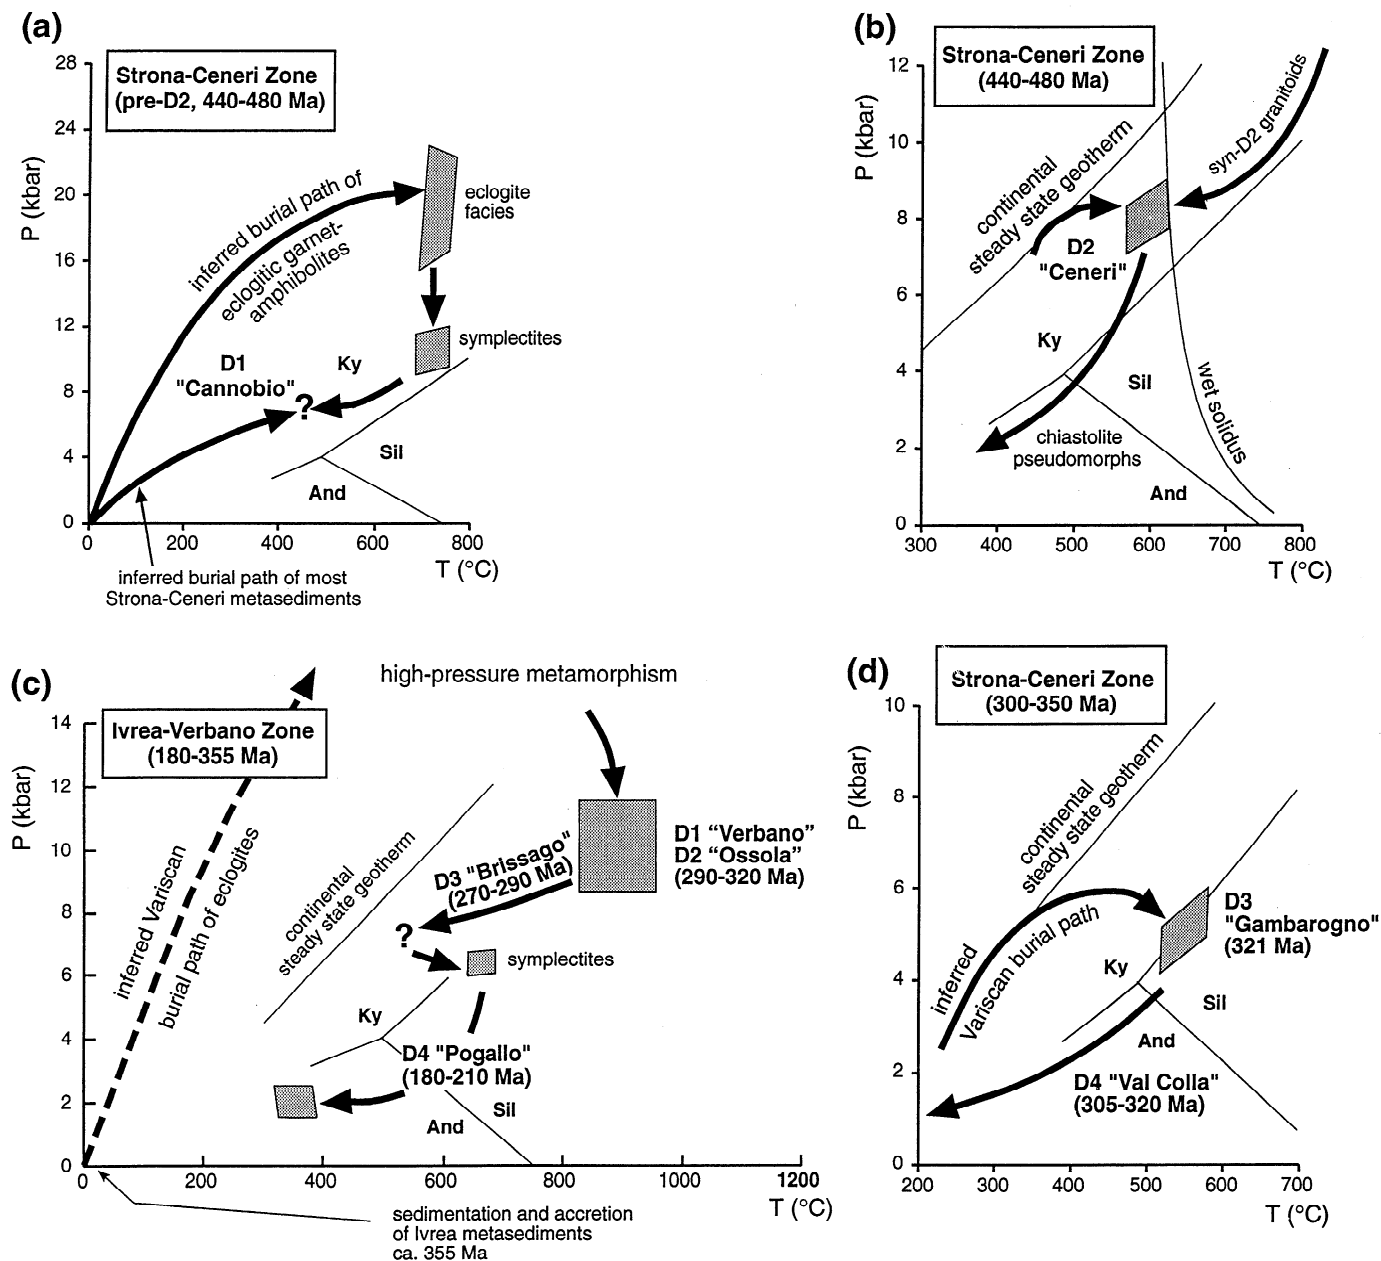 (a)
Strona-Ceneri Zone
(pre-D2, 440-480 Ma)
P (kbar)
28
24
20
16
12
8
4
0
inferred burial path of
eclogitic garnet-
amphibolites
eclogite
facies
symplectites
D1
"Cannobio"
?
Ky
Sil
And
0
200
400
600
800
T (°C)
inferred burial path of most
Strona-Ceneri metasediments
(b)
Strona-Ceneri Zone
(440-480 Ma)
P (kbar)
12
10
8
6
4
2
0
continental
steady state geotherm
syn-D2 granitoids
D2
"Ceneri"
Ky
Sil
wet solidus
chiastolite
pseudomorphs
And
300
400
500
600
700
800
T (°C)
(c)
high-pressure metamorphism
Ivrea-Verbano Zone
(180-355 Ma)
P (kbar)
14
12
10
8
6
4
2
0
inferred Variscan
burial path of eclogites
continental
steady state geotherm
D3 "Brissago"
(270-290 Ma)
D1 “Verbano”
D2 “Ossola”
(290-320 Ma)
?
symplectites
Ky
D4 "Pogallo"
(180-210 Ma)
Sil
And
0
200
400
600
800
1000
1200
T (°C)
sedimentation and accretion
of Ivrea metasediments
ca. 355 Ma
(d)
Strona-Ceneri Zone
(300-350 Ma)
P (kbar)
10
8
6
4
2
0
continental
steady state geotherm
inferred
Variscan burial path
D3
"Gambarogno"
(321 Ma)
Ky
Sil
And
D4 "Val Colla"
(305-320 Ma)
200
300
400
500
600
700
T (°C)